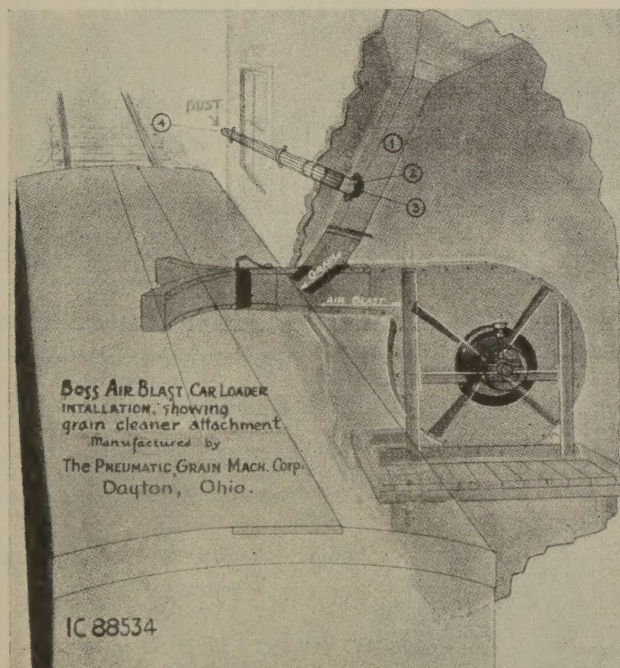 DUST
4
1
2
3
GRAIN
AIR BLAST
Boss AIR BLAST CAR LOADER
INTALLATION, showing
grain cleaner attachment
Manufactured by
The PNEUMATIC GRAIN MACH. Corp.
Dayton, Ohio.
IC 88534